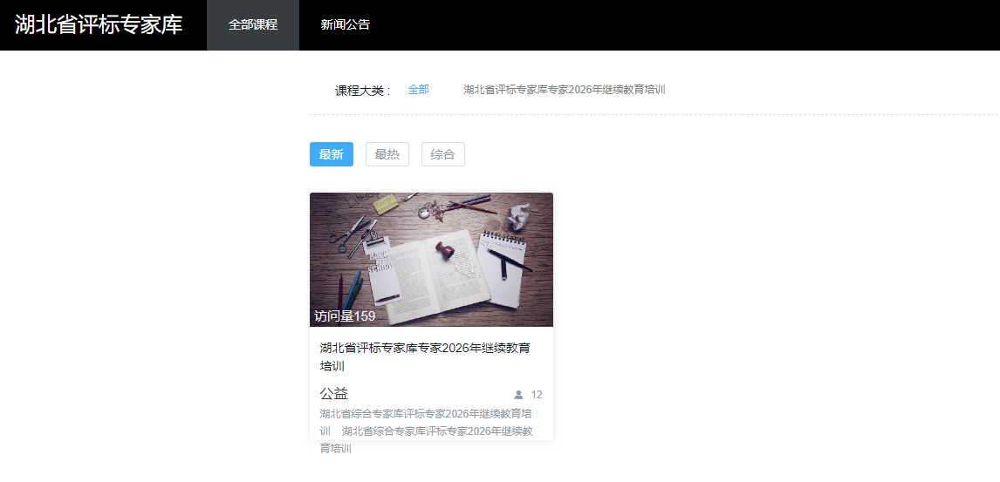 湖北省评标专家库
全部课程
新闻公告
课程大类 :
全部
湖北省评标专家库专家2026年继续教育培训
最新
最热
综合
BACK
TO
SCHOOL
访问量159
湖北省评标专家库专家2026年继续教育
培训
公益
12
湖北省综合专家库评标专家2026年继续教育培
训 湖北省综合专家库评标专家2026年继续教
育培训